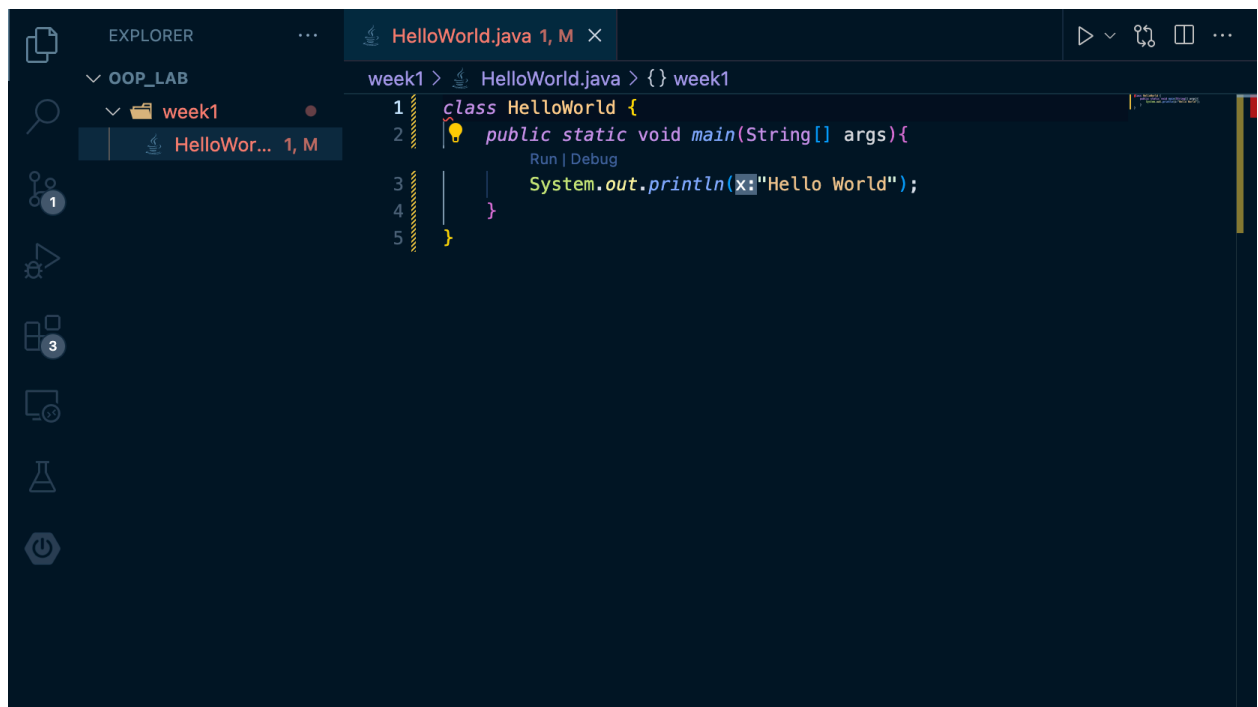 EXPLORER ···
HelloWorld.java 1, M ×
OOP_LAB
week1 > HelloWorld.java > {} week1
week1
HelloWor... 1, M
1 class HelloWorld {
2 public static void main(String[] args){
Run | Debug
3 System.out.println(x:"Hello World");
4 }
5 }
1
3